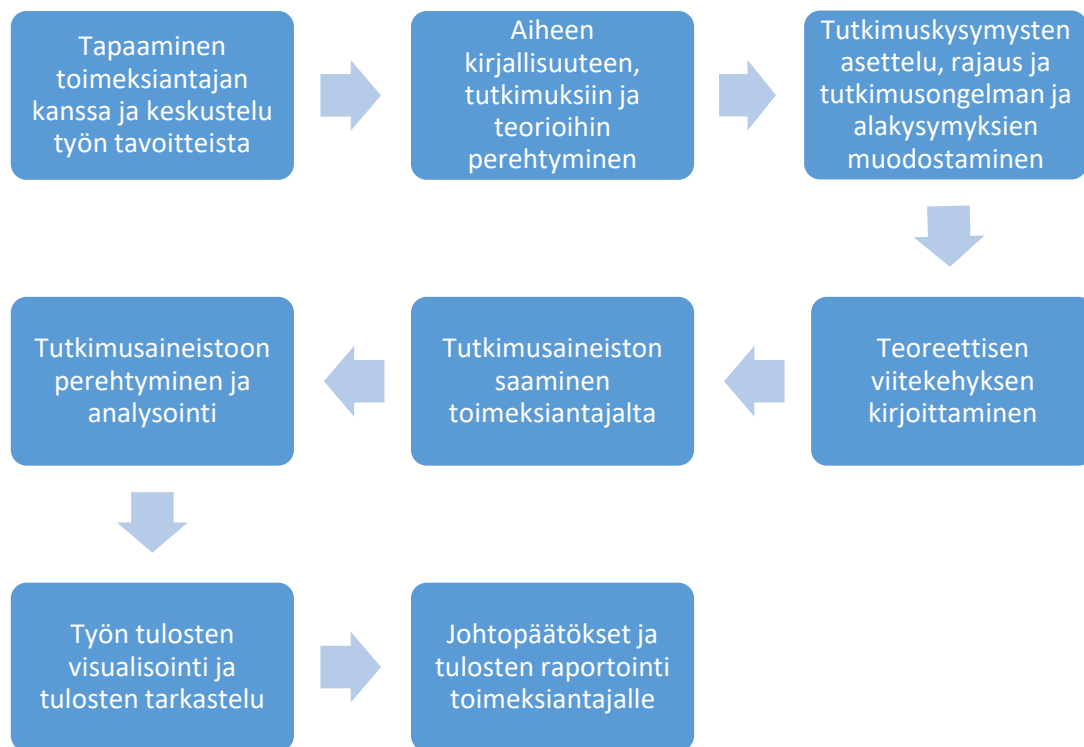 Tapaaminen
toimeksiantajan
kanssa ja keskustelu
työn tavoitteista
Aiheen
kirjallisuuteen,
tutkimuksiin ja
teorioihin
perehtyminen
Tutkimuskysymysten
asettelu, rajaus ja
tutkimusongelman ja
alakysymyksien
muodostaminen
Teoreettisen
viitekehyksen
kirjoittaminen
Tutkimusaineiston
saaminen
toimeksiantajalta
Tutkimusaineistoon
perehtyminen ja
analysointi
Työn tulosten
visualisointi ja
tulosten tarkastelu
Johtopäätökset ja
tulosten raportointi
toimeksiantajalle